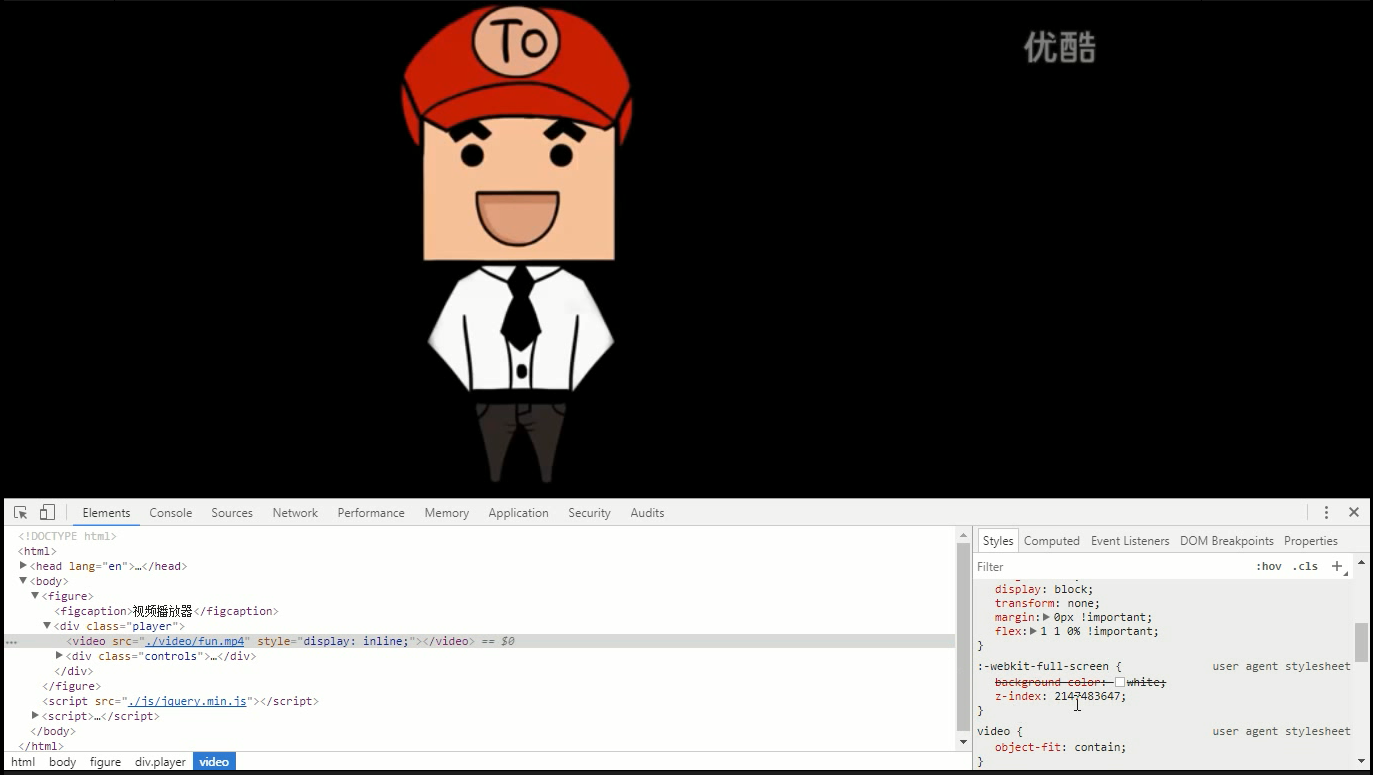 To
优酷
Elements Console Sources Network Performance Memory Application Security Audits
<!DOCTYPE html>
<html>
<head lang="en">…</head>
<body>
<figure>
<figcaption>视频播放器</figcaption>
<div class="player">
… <video src="./video/fun.mp4" style="display: inline;"></video> == $0
<div class="controls">…</div>
</div>
</figure>
<script src="./js/jquery.min.js"></script>
<script>…</script>
</body>
</html>
html body figure div.player video
Styles Computed Event Listeners DOM Breakpoints Properties
Filter :hov .cls +
display: block;
transform: none;
margin: 0px !important;
flex: 1 1 0% !important;
}
:-webkit-full-screen { user agent stylesheet
background-color: white;
z-index: 2147483647;
}
video { user agent stylesheet
object-fit: contain;
}